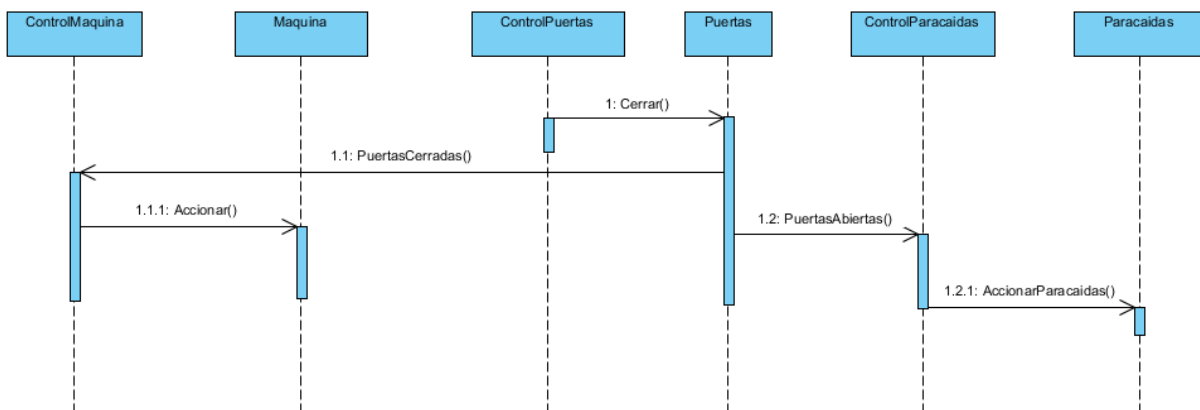 ControlMaquina
Maquina
ControlPuertas
Puertas
ControlParacaidas
Paracaidas
1: Cerrar()
1.1: PuertasCerradas()
1.1.1: Accionar()
1.2: PuertasAbiertas()
1.2.1: AccionarParacaidas()